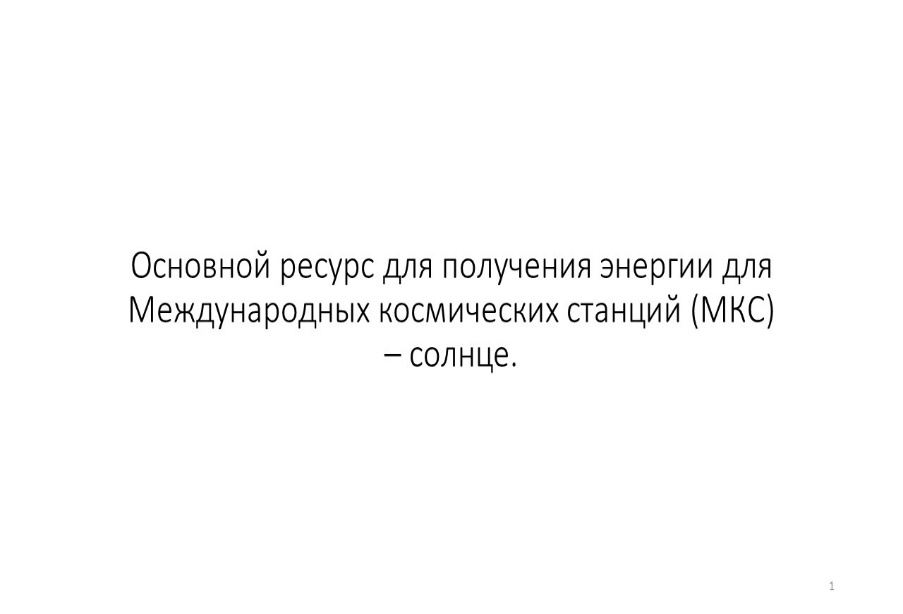 Основной ресурс для получения энергии для
Международных космических станций (МКС)
– солнце.
1